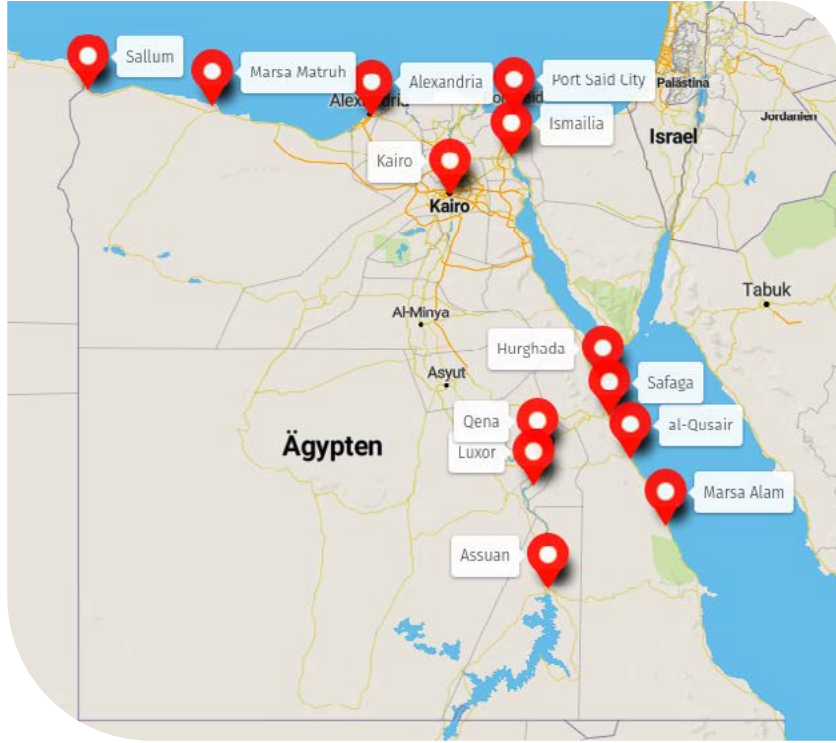 Sallum
Marsa Matruh
Alexandria
Port Said City
Palästina
Jordanien
Ismailia
Israel
Kairo
Kairo
Tabuk
Al-Minya
Hurghada
Asyut
Safaga
Qena
al-Qusair
Ägypten
Luxor
Marsa Alam
Assuan